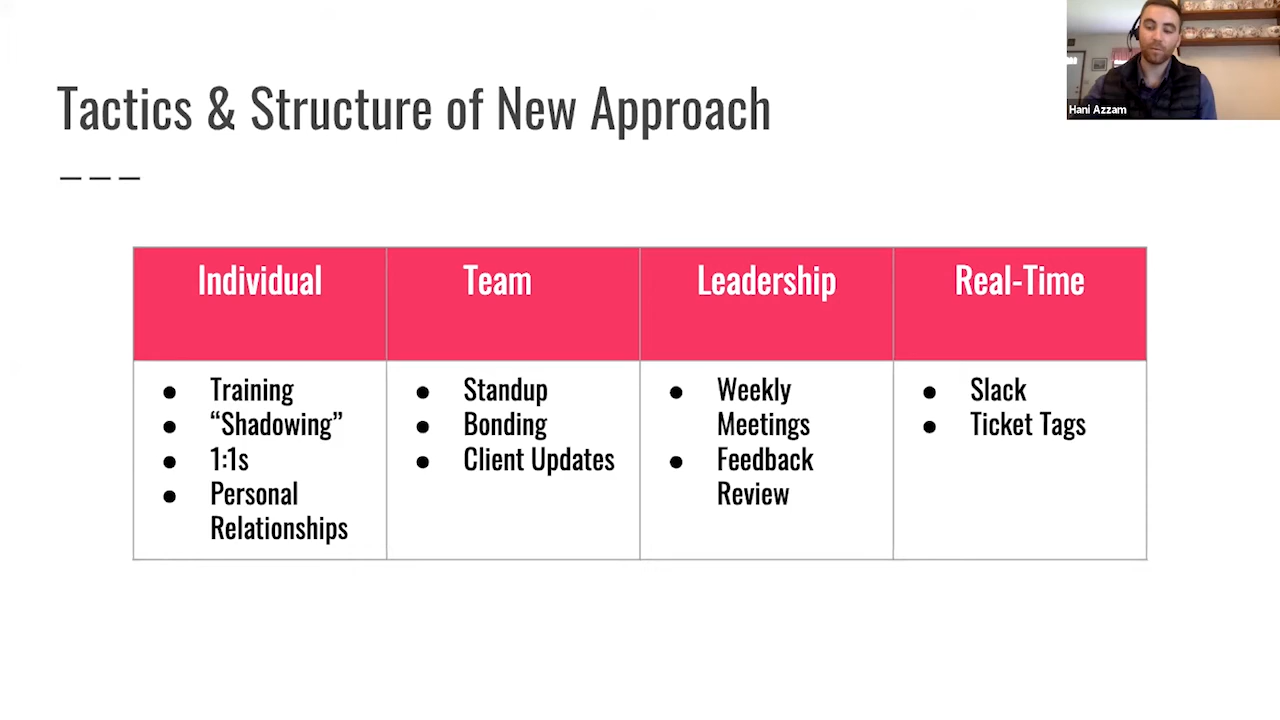 Hani Azzam
Tactics & Structure of New Approach
Individual
Team
Leadership
Real-Time
● Training
● “Shadowing”
● 1:1s
● Personal
Relationships
● Standup
● Bonding
● Client Updates
● Weekly
Meetings
● Feedback
Review
● Slack
● Ticket Tags